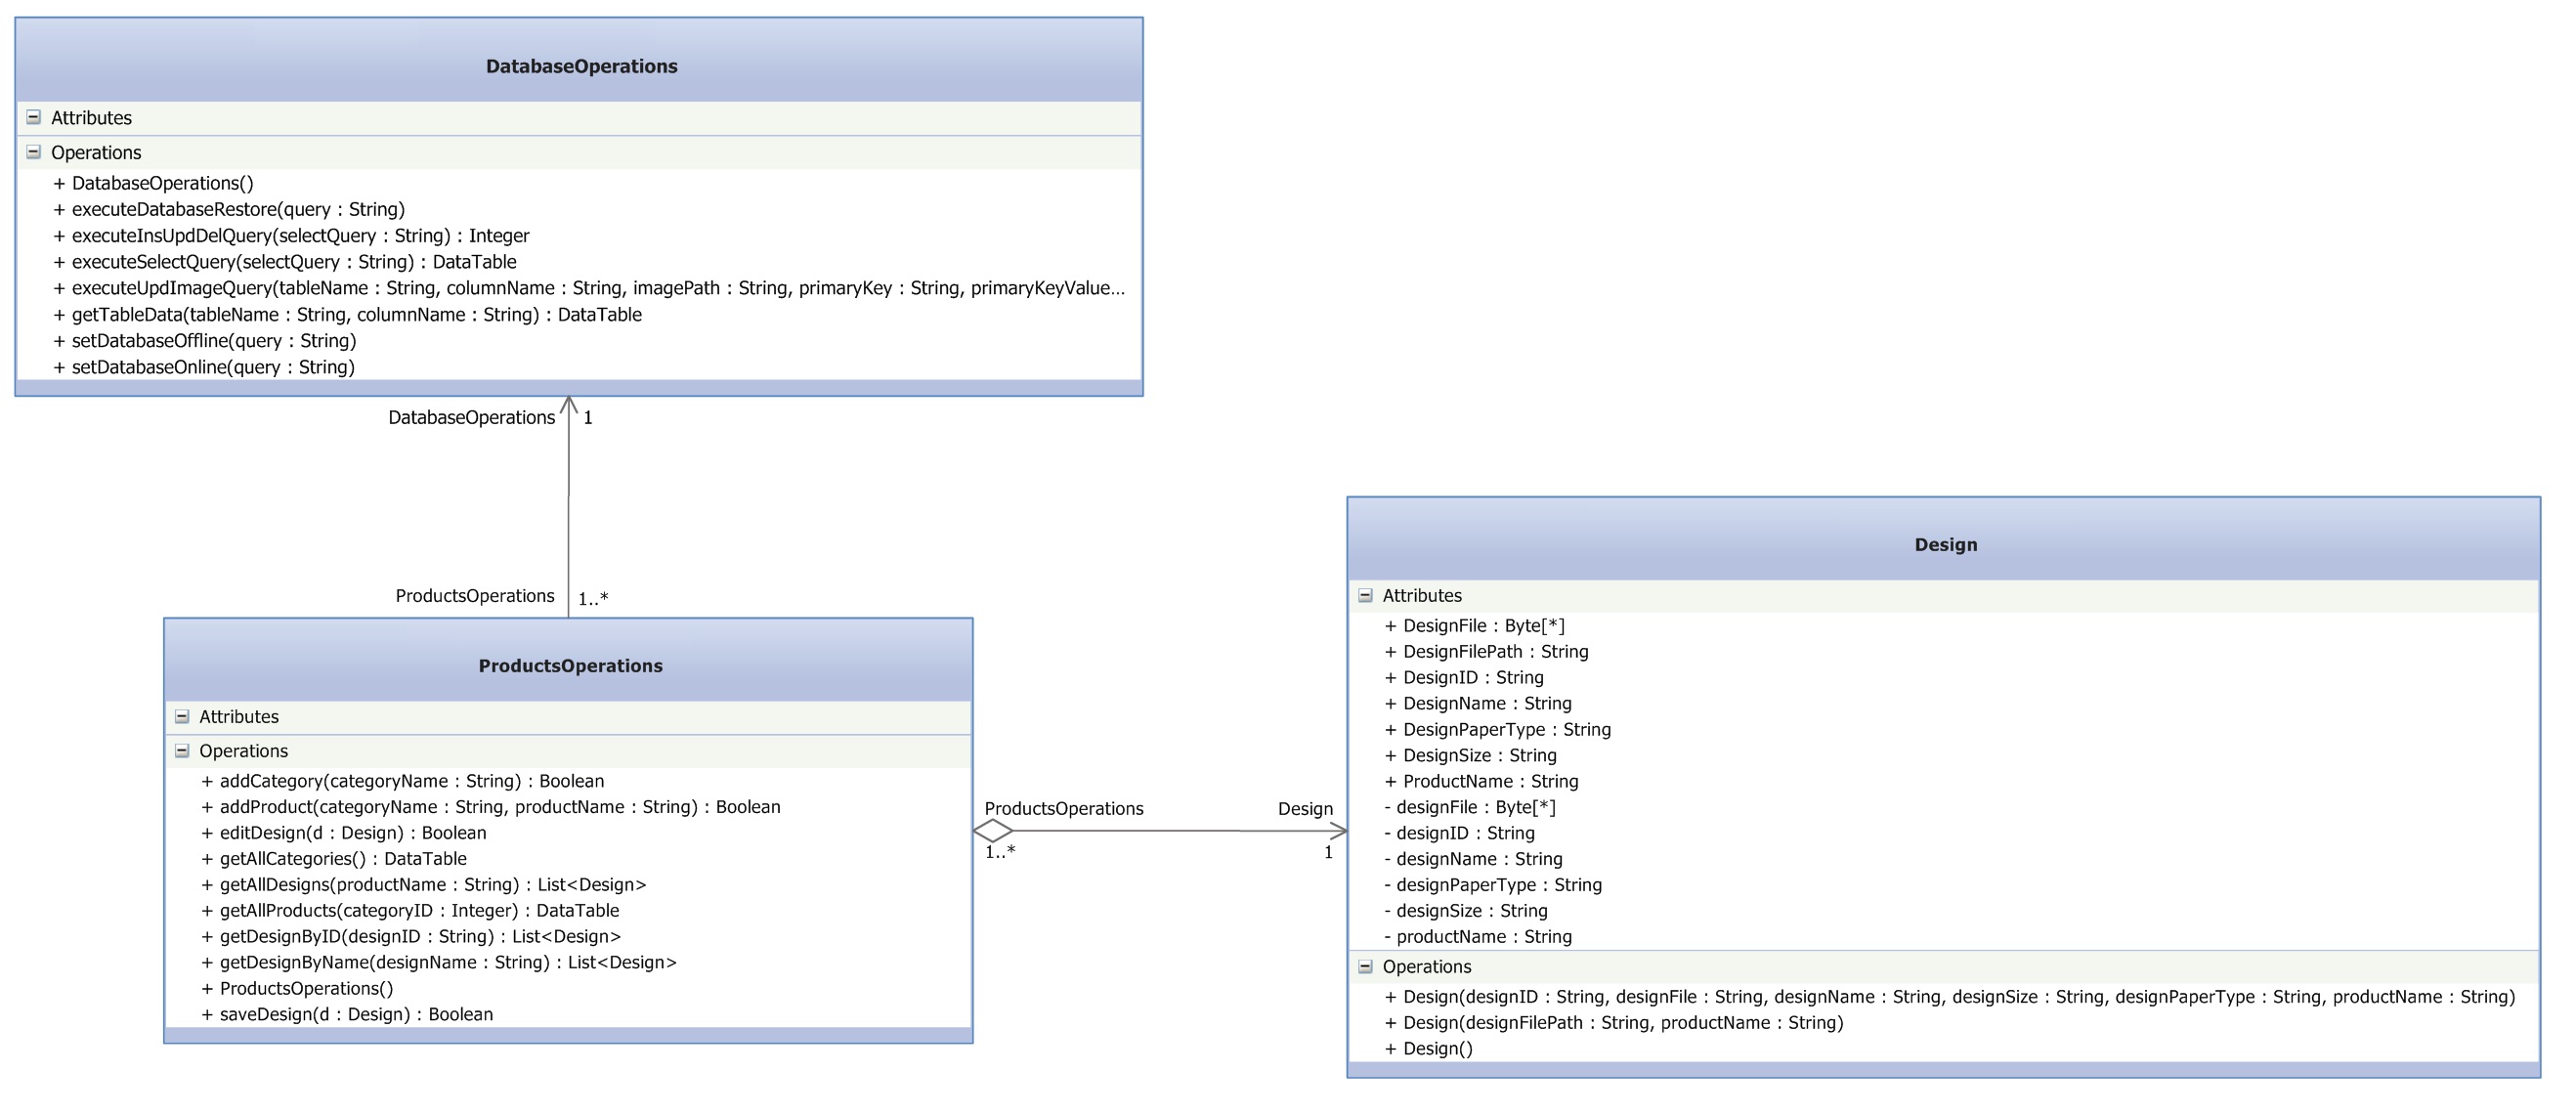 DatabaseOperations
Attributes
Operations
+ DatabaseOperations()
+ executeDatabaseRestore(query : String)
+ executeInsUpdDelQuery(selectQuery : String) : Integer
+ executeSelectQuery(selectQuery : String) : DataTable
+ executeUpdImageQuery(tableName : String, columnName : String, imagePath : String, primaryKey : String, primaryKeyValue...
+ getTableData(tableName : String, columnName : String) : DataTable
+ setDatabaseOffline(query : String)
+ setDatabaseOnline(query : String)
DatabaseOperations 1
ProductsOperations 1..*
ProductsOperations
Attributes
Operations
+ addCategory(categoryName : String) : Boolean
+ addProduct(categoryName : String, productName : String) : Boolean
+ editDesign(d : Design) : Boolean
+ getAllCategories() : DataTable
+ getAllDesigns(productName : String) : List<Design>
+ getAllProducts(categoryID : Integer) : DataTable
+ getDesignByID(designID : String) : List<Design>
+ getDesignByName(designName : String) : List<Design>
+ ProductsOperations()
+ saveDesign(d : Design) : Boolean
ProductsOperations Design
1..* 1
Design
Attributes
+ DesignFile : Byte[*]
+ DesignFilePath : String
+ DesignID : String
+ DesignName : String
+ DesignPaperType : String
+ DesignSize : String
+ ProductName : String
- designFile : Byte[*]
- designID : String
- designName : String
- designPaperType : String
- designSize : String
- productName : String
Operations
+ Design(designID : String, designFile : String, designName : String, designSize : String, designPaperType : String, productName : String)
+ Design(designFilePath : String, productName : String)
+ Design()